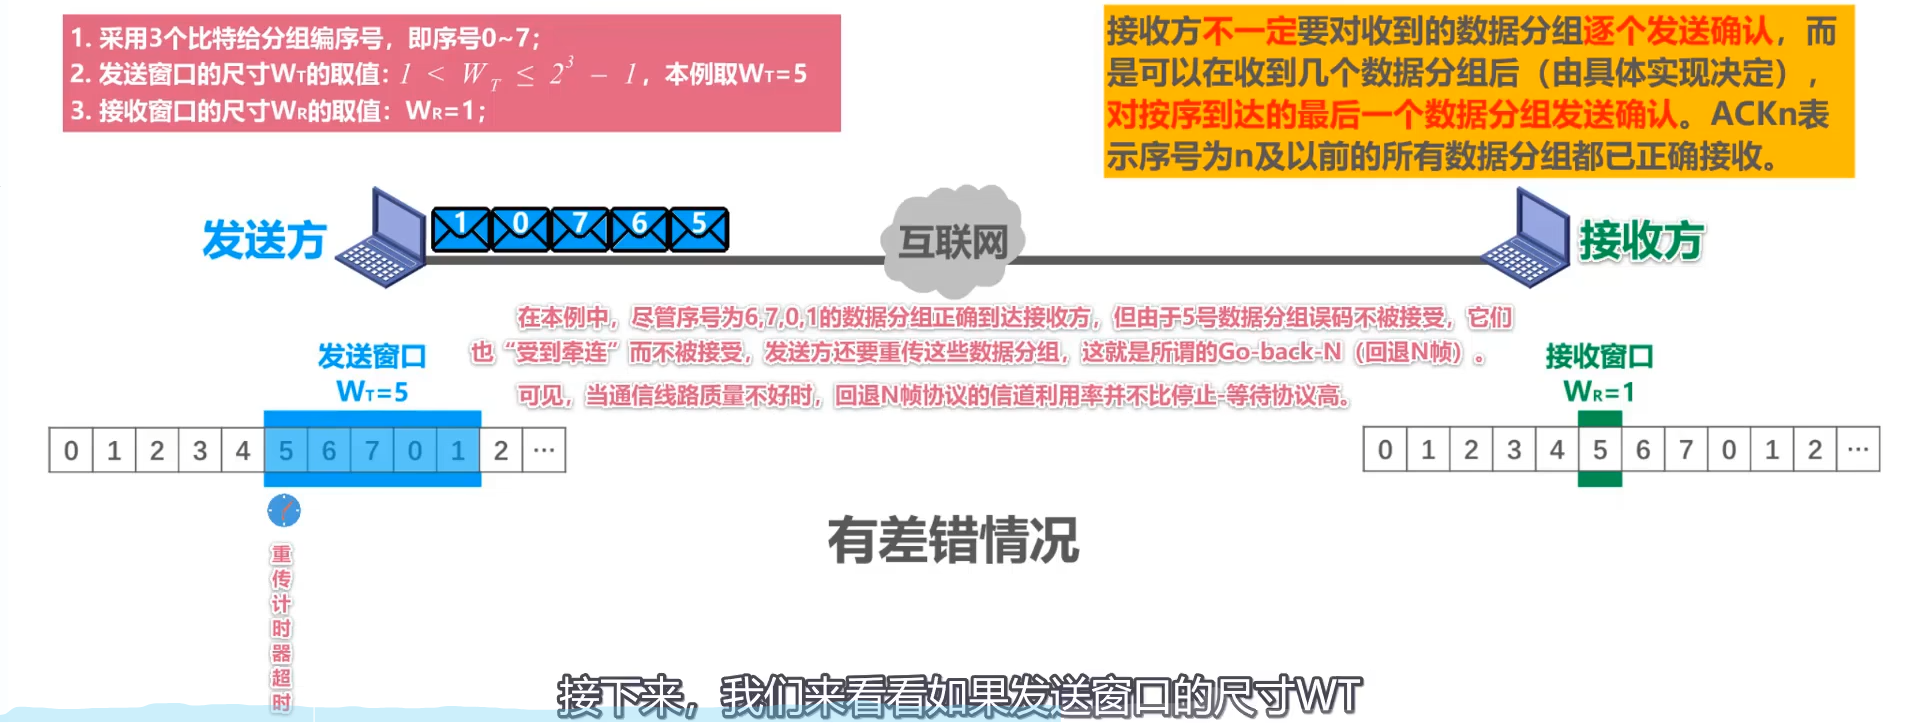 1. 采用3个比特给分组编序号，即序号0~7；
2. 发送窗口的尺寸WT的取值：1 < W_T ≤ 2^3 − 1，本例取WT=5
3. 接收窗口的尺寸WR的取值：WR=1；
接收方不一定要对收到的数据分组逐个发送确认，而
是可以在收到几个数据分组后（由具体实现决定），
对按序到达的最后一个数据分组发送确认。ACKn表
示序号为n及以前的所有数据分组都已正确接收。
发送方
1 0 7 6 5
互联网
接收方
在本例中，尽管序号为6,7,0,1的数据分组正确到达接收方，但由于5号数据分组误码不被接受，它们
也“受到牵连”而不被接受，发送方还要重传这些数据分组，这就是所谓的Go-back-N（回退N帧）。
可见，当通信线路质量不好时，回退N帧协议的信道利用率并不比停止-等待协议高。
发送窗口
WT=5
接收窗口
WR=1
0 1 2 3 4 5 6 7 0 1 2 ···
0 1 2 3 4 5 6 7 0 1 2 ···
重传计时器超时
有差错情况
接下来，我们来看看如果发送窗口的尺寸WT